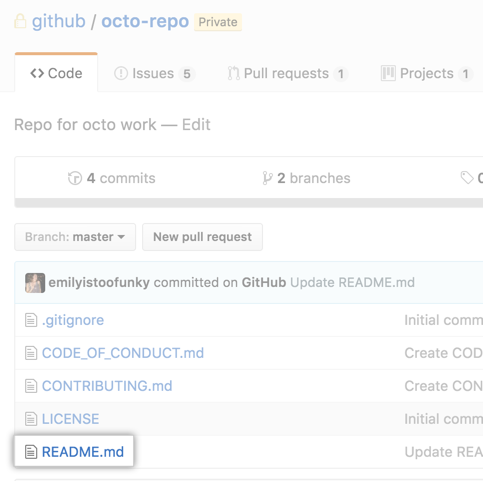 github / octo-repo Private
Code Issues 5 Pull requests 1 Projects 1
Repo for octo work — Edit
4 commits 2 branches 0
Branch: master New pull request
emilyistoofunky committed on GitHub Update README.md
.gitignore Initial comm
CODE_OF_CONDUCT.md Create COD
CONTRIBUTING.md Create CON
LICENSE Initial comm
README.md Update REA